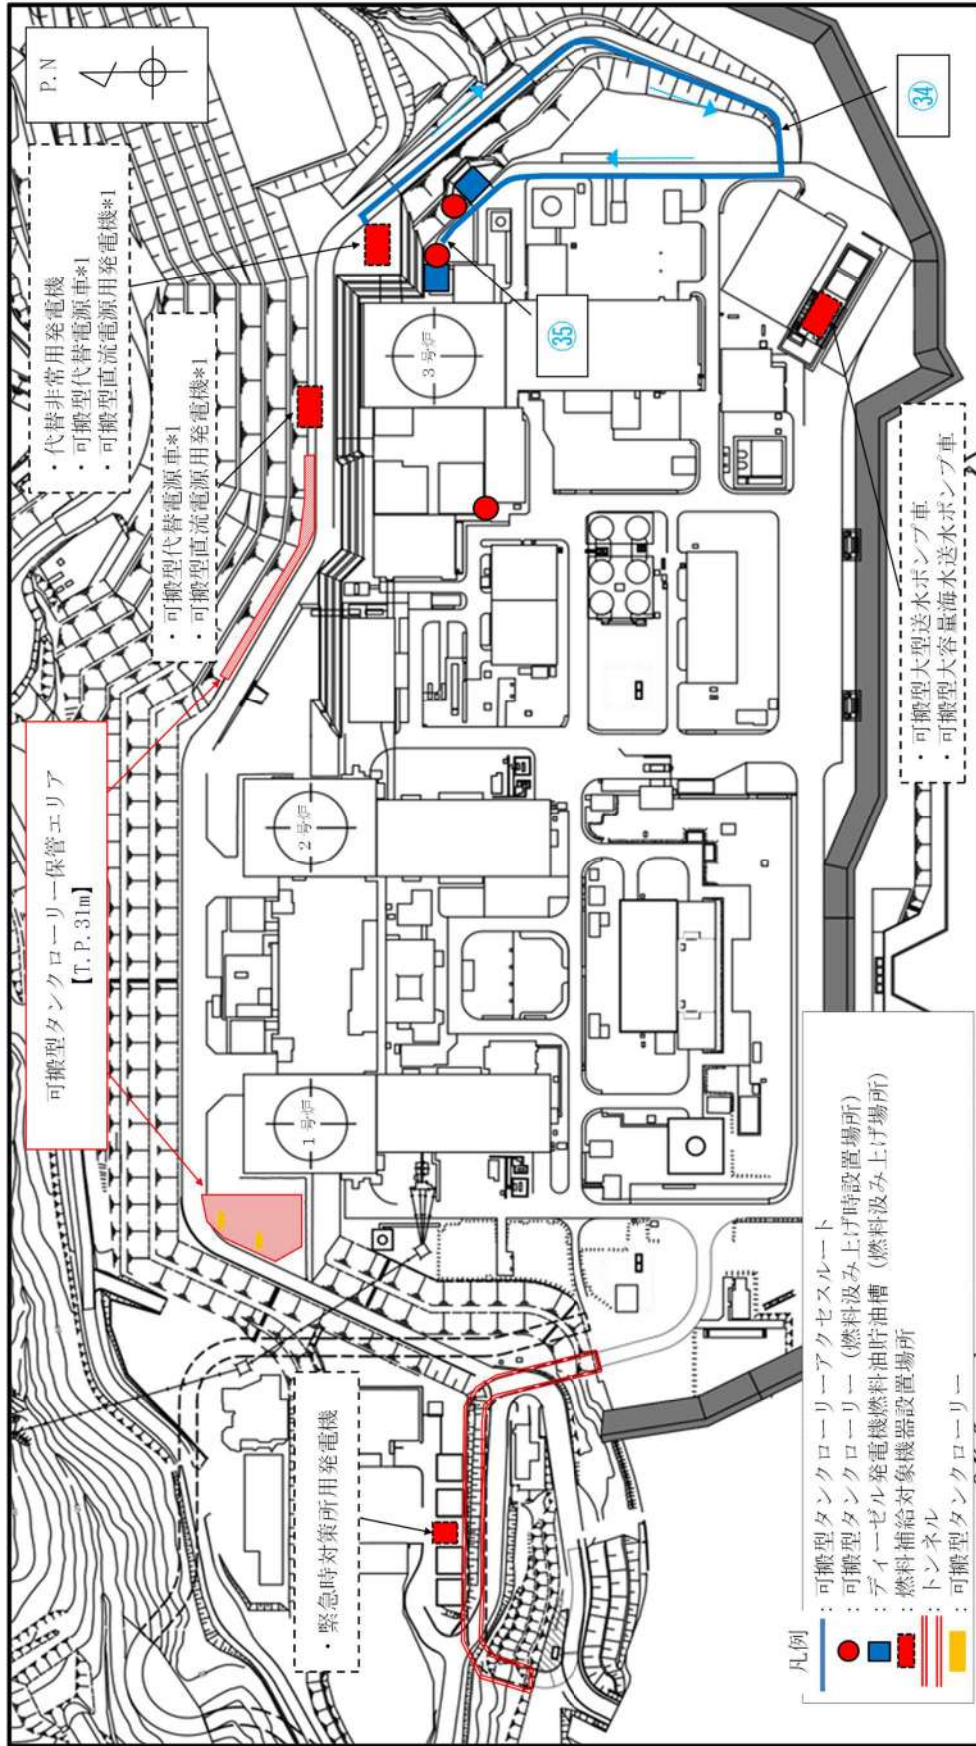 P.N
・代替非常用発電機
・可搬型代替電源車*1
・可搬型直流電源用発電機*1
・可搬型代替電源車*1
・可搬型直流電源用発電機*1
可搬型タンクローリー保管エリア
【T.P.31m】
・緊急時対策所用発電機
1号炉
2号炉
3号炉
㉞
㉟
・可搬型大型送水ポンプ車
・可搬型大容量海水送水ポンプ車
凡例
：可搬型タンクローリーアクセスルート
：可搬型タンクローリー（燃料汲み上げ時設置場所）
：ディーゼル発電機燃料油貯油槽（燃料汲み上げ場所）
：燃料補給対象機器設置場所
：トンネル
：可搬型タンクローリー